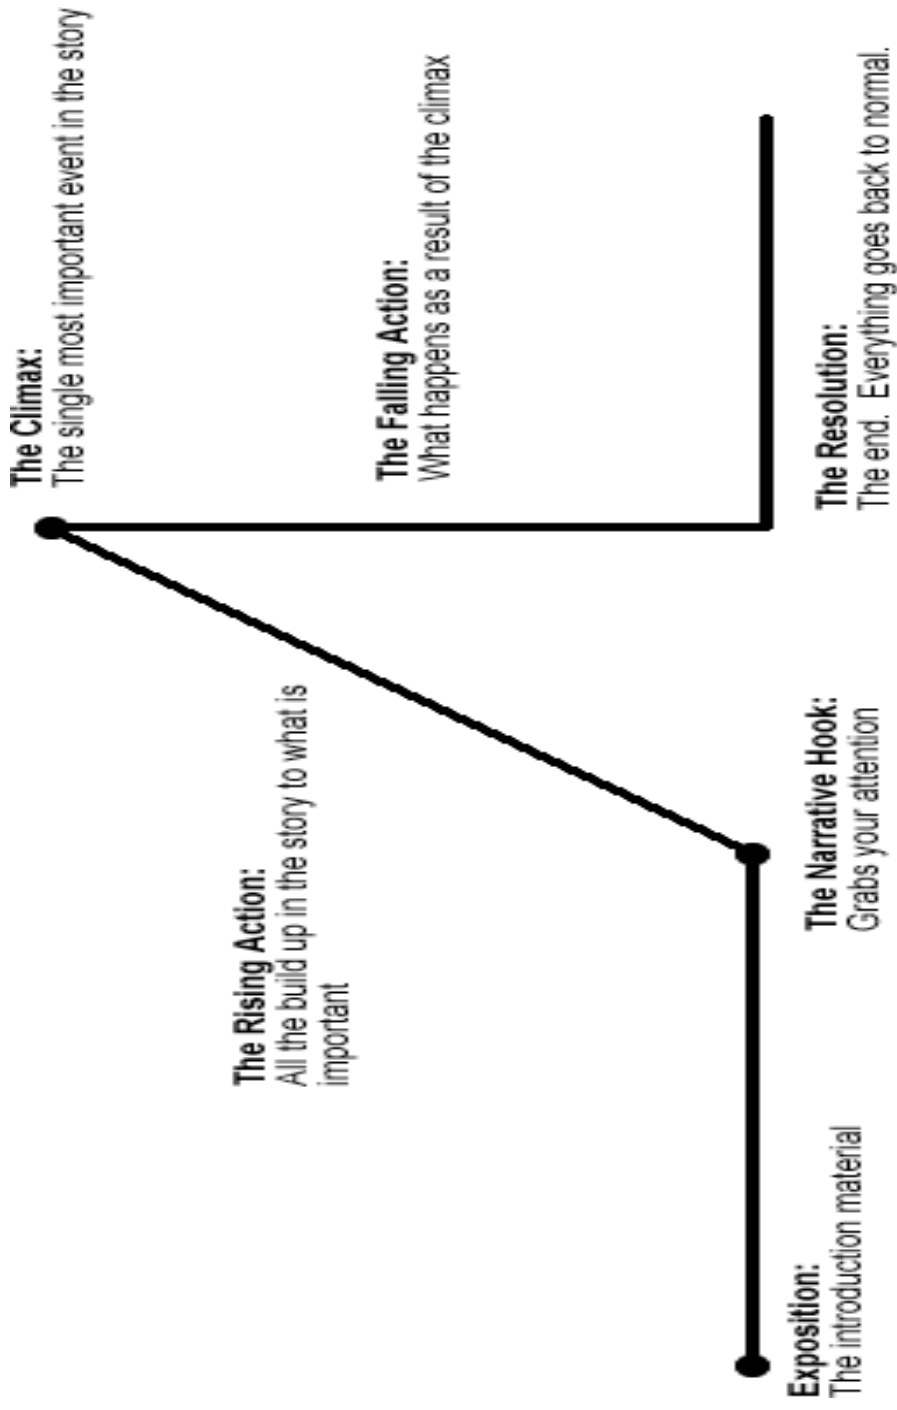 The Climax:
The single most important event in the story
The Rising Action:
All the build up in the story to what is
important
The Falling Action:
What happens as a result of the climax
Exposition:
The introduction material
The Narrative Hook:
Grabs your attention
The Resolution:
The end. Everything goes back to normal.